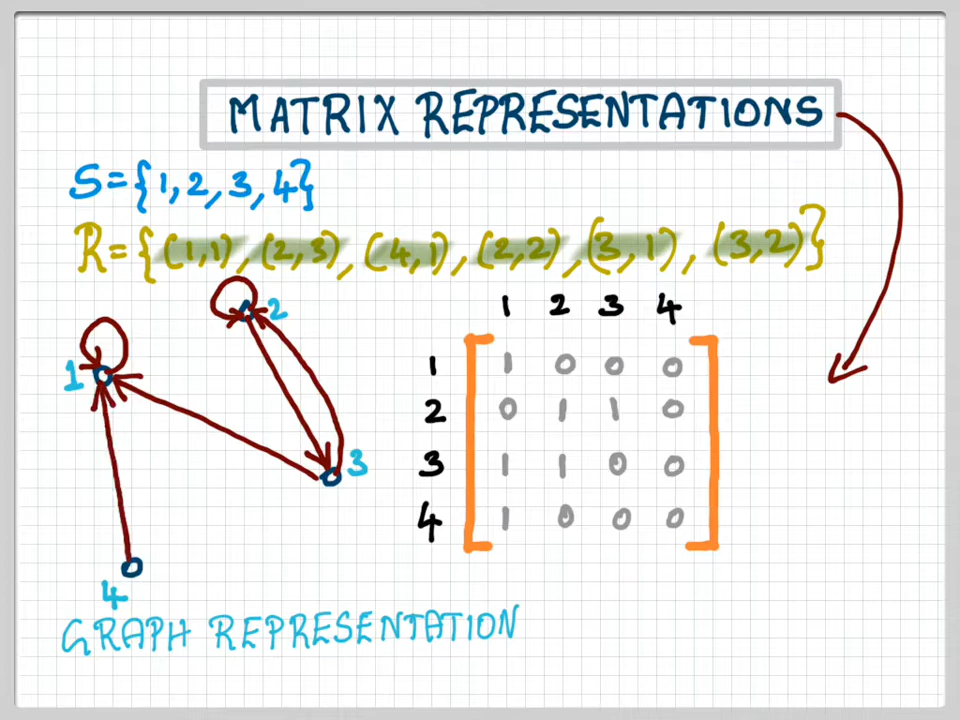 MATRIX REPRESENTATIONS
S={1,2,3,4}
R={(1,1),(2,3),(4,1),(2,2),(3,1),(3,2)}
1 2 3 4
1 1 0 0 0
2 0 1 1 0
3 1 1 0 0
4 1 0 0 0
2
1
3
4
GRAPH REPRESENTATION